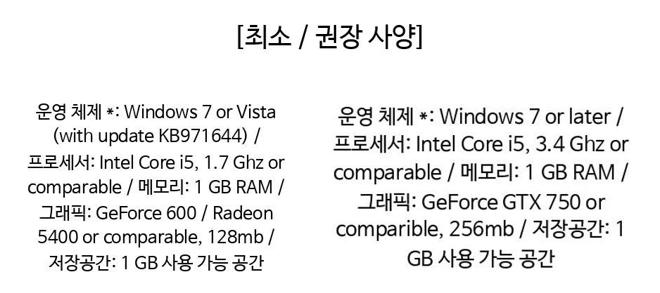 [최소 / 권장 사양]
운영 체제 *: Windows 7 or Vista
(with update KB971644) /
프로세서: Intel Core i5, 1.7 Ghz or
comparable / 메모리: 1 GB RAM /
그래픽: GeForce 600 / Radeon
5400 or comparable, 128mb /
저장공간: 1 GB 사용 가능 공간
운영 체제 *: Windows 7 or later /
프로세서: Intel Core i5, 3.4 Ghz or
comparable / 메모리: 1 GB RAM /
그래픽: GeForce GTX 750 or
comparible, 256mb / 저장공간: 1
GB 사용 가능 공간